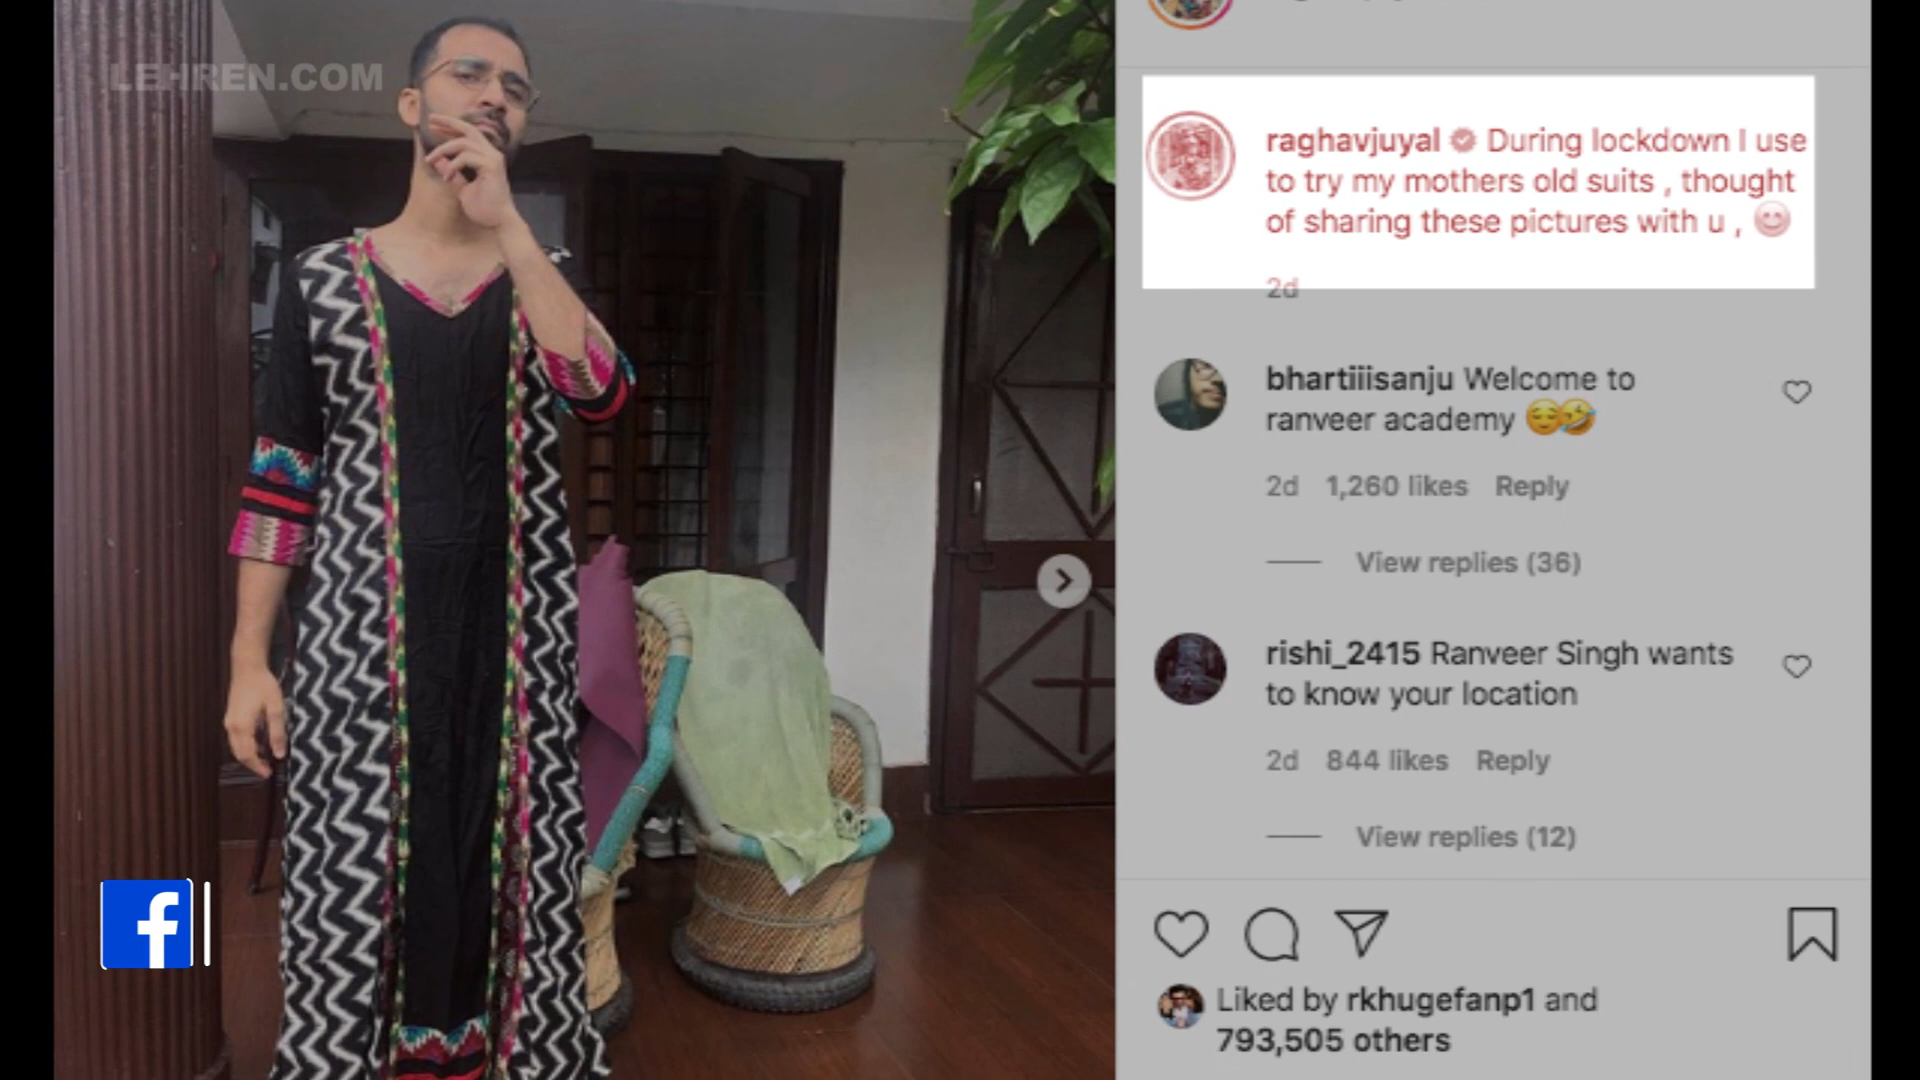 LEHREN.COM
raghavjuyal During lockdown I use
to try my mothers old suits , thought
of sharing these pictures with u , 😊
2d
bhartiiisanju Welcome to
ranveer academy 😌🤣
2d 1,260 likes Reply
View replies (36)
rishi_2415 Ranveer Singh wants
to know your location
2d 844 likes Reply
View replies (12)
Liked by rkhugefanp1 and
793,505 others
f